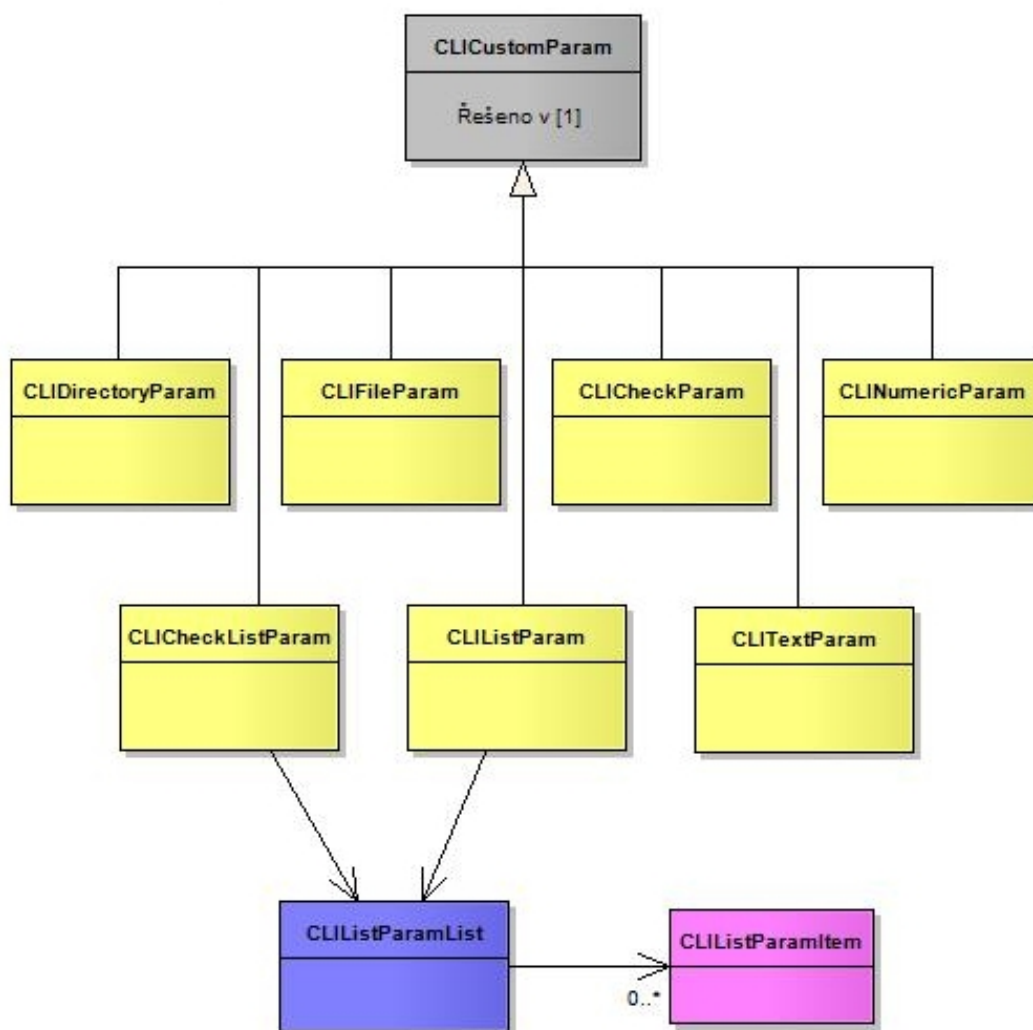 CLICustomParam
Řešeno v [1]
CLIDirectoryParam
CLIFileParam
CLICheckParam
CLINumericParam
CLICheckListParam
CLIListParam
CLITextParam
CLIListParamList
CLIListParamItem
0..*